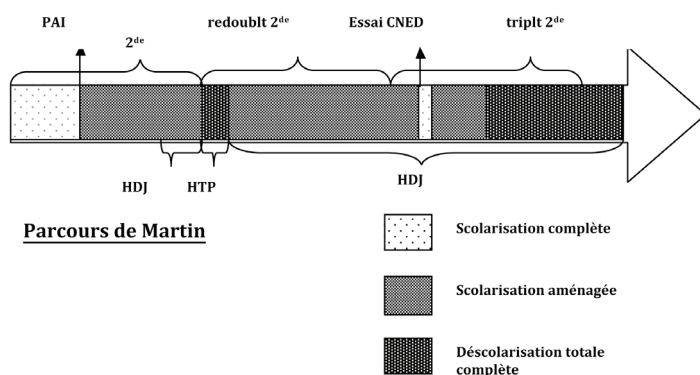 PAI
2de
redoublt 2de
Essai CNED
triplt 2de
HDJ
HTP
HDJ
Parcours de Martin
Scolarisation complète
Scolarisation aménagée
Déscolarisation totale
complète